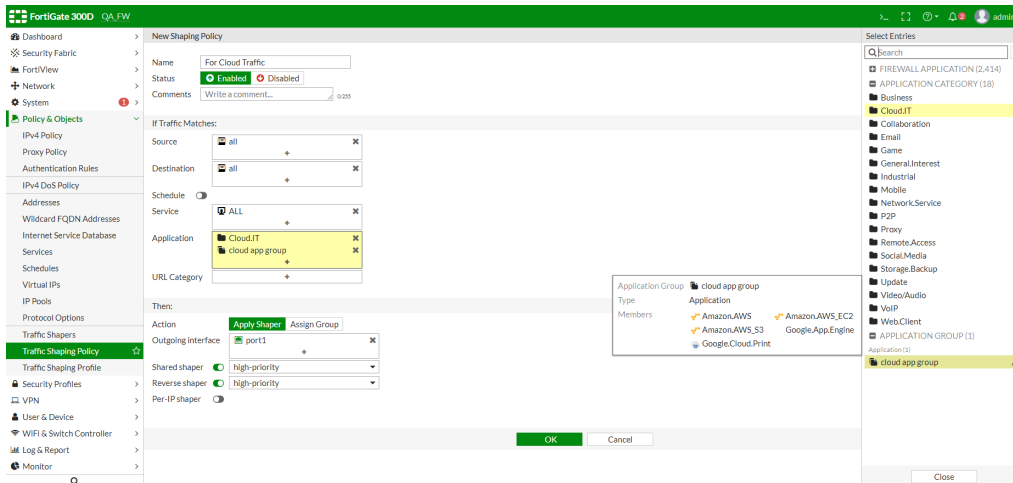 FortiGate 300D QA_FW
>_ admin
2
Dashboard
Security Fabric
FortiView
Network
System 1
Policy & Objects
IPv4 Policy
Proxy Policy
Authentication Rules
IPv4 DoS Policy
Addresses
Wildcard FQDN Addresses
Internet Service Database
Services
Schedules
Virtual IPs
IP Pools
Protocol Options
Traffic Shapers
Traffic Shaping Policy
Traffic Shaping Profile
Security Profiles
VPN
User & Device
WiFi & Switch Controller
Log & Report
Monitor
New Shaping Policy
Name For Cloud Traffic
Status Enabled Disabled
Comments Write a comment... 0/255
If Traffic Matches:
Source all
+
Destination all
+
Schedule
Service ALL
+
Application Cloud.IT
cloud app group
+
URL Category +
Then:
Action Apply Shaper Assign Group
Outgoing interface port1
+
Shared shaper high-priority
Reverse shaper high-priority
Per-IP shaper
OK Cancel
Application Group cloud app group
Type Application
Members Amazon.AWS Amazon.AWS_EC2
Amazon.AWS_S3 Google.App.Engine
Google.Cloud.Print
Select Entries
Search
FIREWALL APPLICATION (2,414)
APPLICATION CATEGORY (18)
Business
Cloud.IT
Collaboration
Email
Game
General.Interest
Industrial
Mobile
Network.Service
P2P
Proxy
Remote.Access
Social.Media
Storage.Backup
Update
Video/Audio
VoIP
Web.Client
APPLICATION GROUP (1)
Application (1)
cloud app group
Close